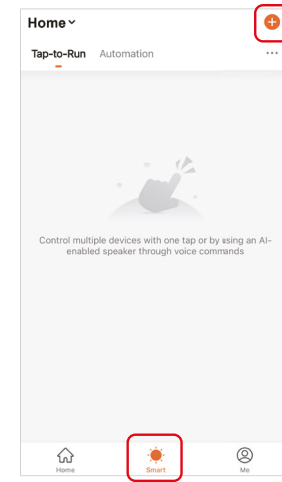 Home
Tap-to-Run Automation
Control multiple devices with one tap or by using an AI-
enabled speaker through voice commands
Home Smart Me